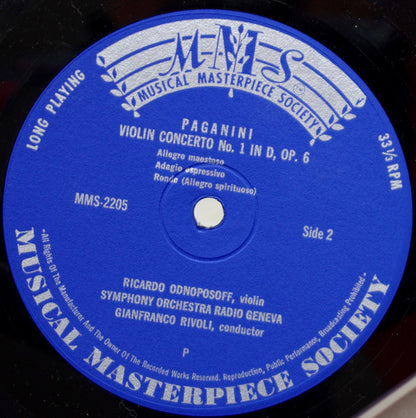 MMS
MUSICAL MASTERPIECE SOCIETY
LONG PLAYING
33 1/3 RPM
PAGANINI
VIOLIN CONCERTO No. 1 IN D, OP. 6
Allegro maestoso
Adagio espressivo
Rondo (Allegro spirituoso)
MMS-2205
Side 2
RICARDO ODNOPOSOFF, violin
SYMPHONY ORCHESTRA RADIO GENEVA
GIANFRANCO RIVOLI, conductor
P
All Rights Of The Manufacturer And Of The Owner Of The Recorded Works Reserved. Reproduction, Public Performance, Broadcasting Prohibited.
MUSICAL MASTERPIECE SOCIETY